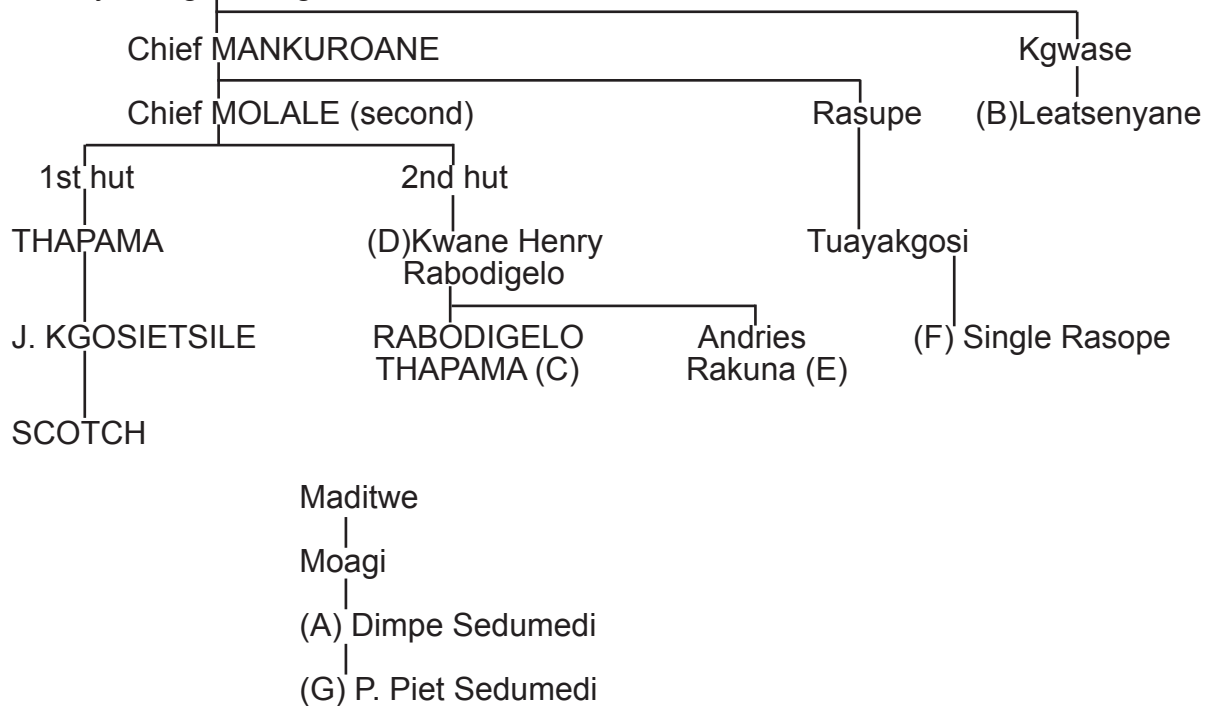 Chief MANKUROANE Kgwase
Chief MOLALE (second) Rasupe (B)Leatsenyane
1st hut 2nd hut
THAPAMA (D)Kwane Henry Tuayakgosi
Rabodigelo
J. KGOSIETSILE RABODIGELO Andries (F) Single Rasope
THAPAMA (C) Rakuna (E)
SCOTCH
Maditwe
Moagi
(A) Dimpe Sedumedi
(G) P. Piet Sedumedi